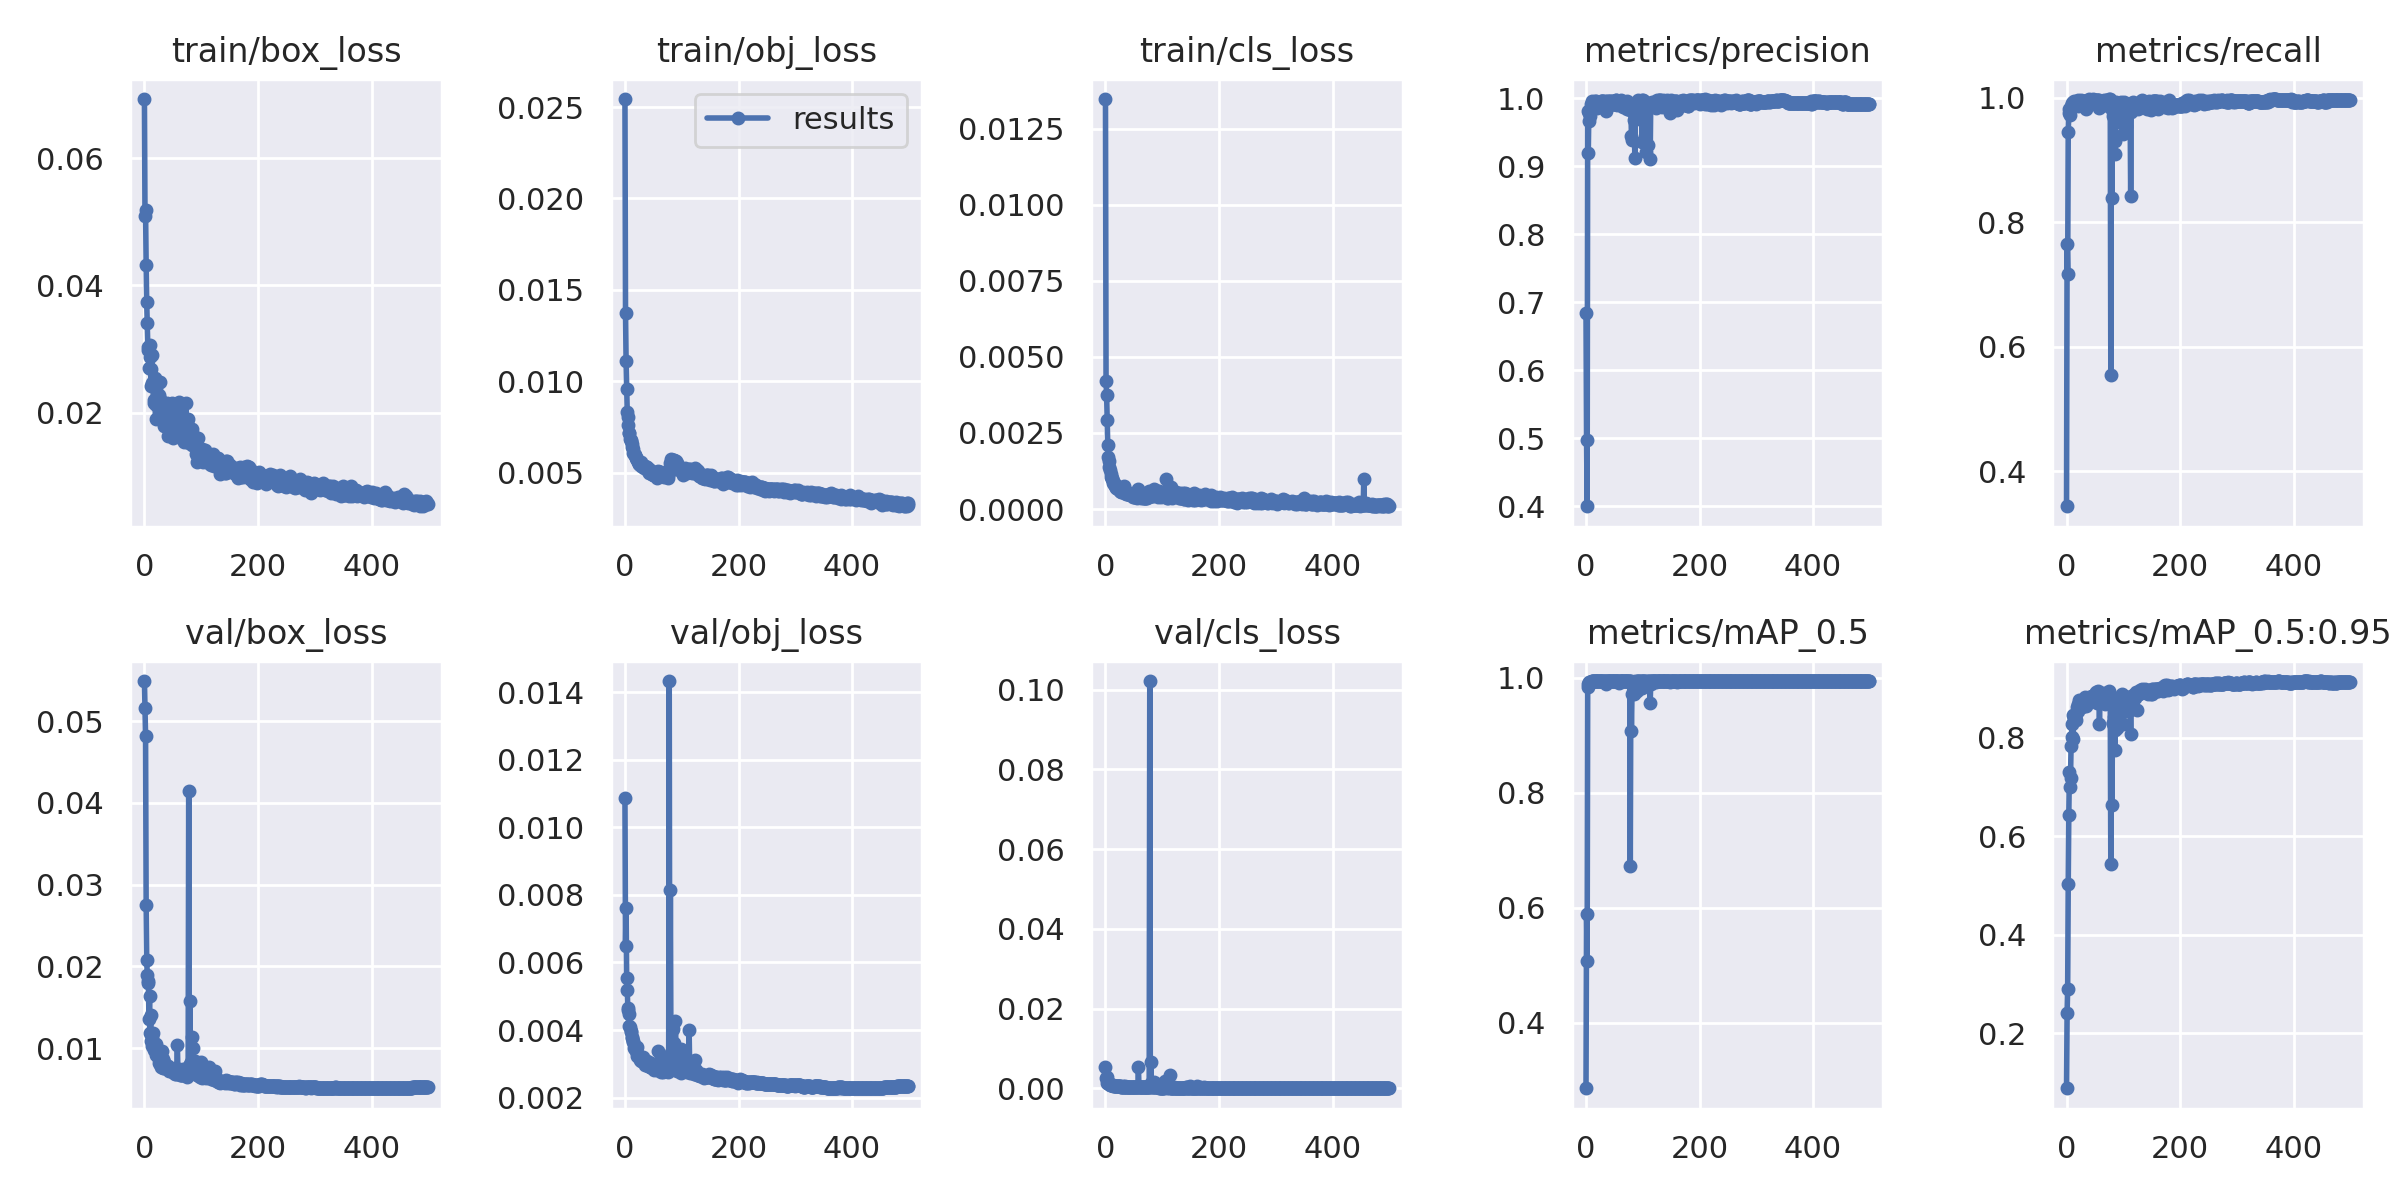 train/box_loss
0.06
0.04
0.02
0 200 400
train/obj_loss
results
0.025
0.020
0.015
0.010
0.005
0 200 400
train/cls_loss
0.0125
0.0100
0.0075
0.0050
0.0025
0.0000
0 200 400
metrics/precision
1.0
0.9
0.8
0.7
0.6
0.5
0.4
0 200 400
metrics/recall
1.0
0.8
0.6
0.4
0 200 400
val/box_loss
0.05
0.04
0.03
0.02
0.01
0 200 400
val/obj_loss
0.014
0.012
0.010
0.008
0.006
0.004
0.002
0 200 400
val/cls_loss
0.10
0.08
0.06
0.04
0.02
0.00
0 200 400
metrics/mAP_0.5
1.0
0.8
0.6
0.4
0 200 400
metrics/mAP_0.5:0.95
0.8
0.6
0.4
0.2
0 200 400